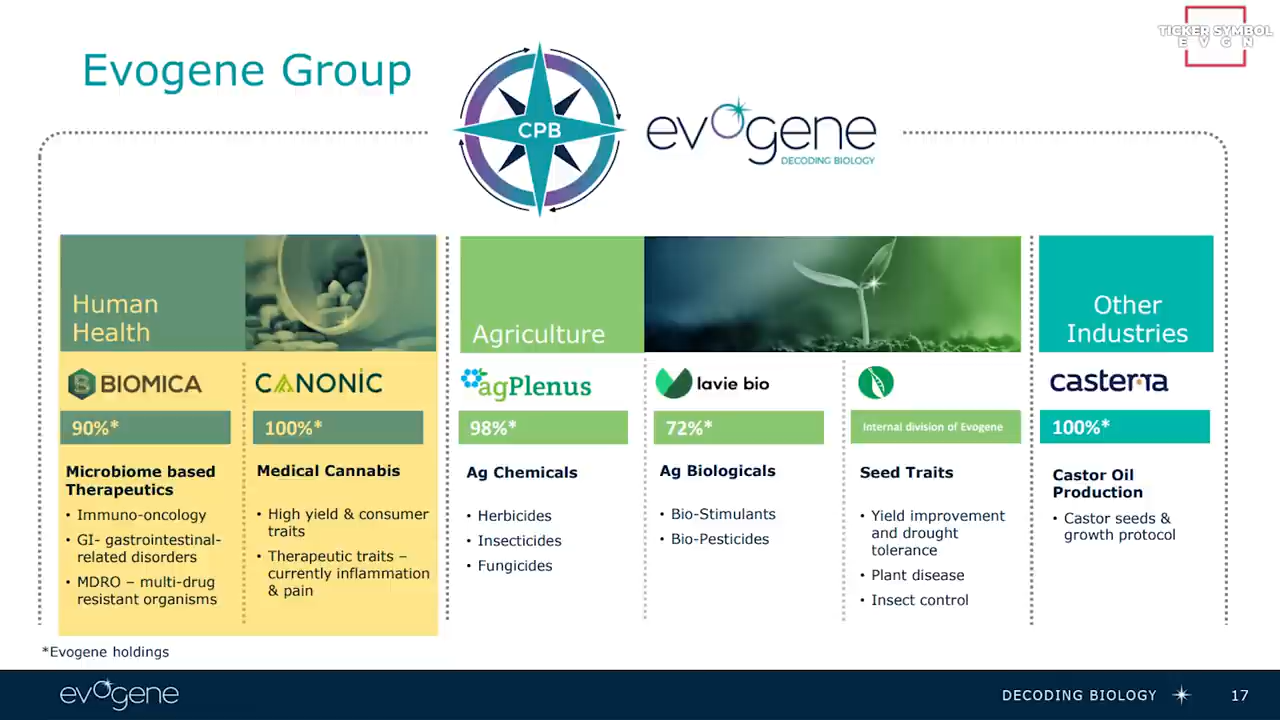 TICKER SYMBOL
EVGN
Evogene Group
CPB
evogene
DECODING BIOLOGY
Human
Health
BIOMICA
90%*
Microbiome based
Therapeutics
• Immuno-oncology
• GI- gastrointestinal-
related disorders
• MDRO – multi-drug
resistant organisms
CANONIC
100%*
Medical Cannabis
• High yield & consumer
traits
• Therapeutic traits –
currently inflammation
& pain
Agriculture
agPlenus
98%*
Ag Chemicals
• Herbicides
• Insecticides
• Fungicides
lavie bio
72%*
Ag Biologicals
• Bio-Stimulants
• Bio-Pesticides
Internal division of Evogene
Seed Traits
• Yield improvement
and drought
tolerance
• Plant disease
• Insect control
Other
Industries
casterra
100%*
Castor Oil
Production
• Castor seeds &
growth protocol
*Evogene holdings
evogene
DECODING BIOLOGY
17